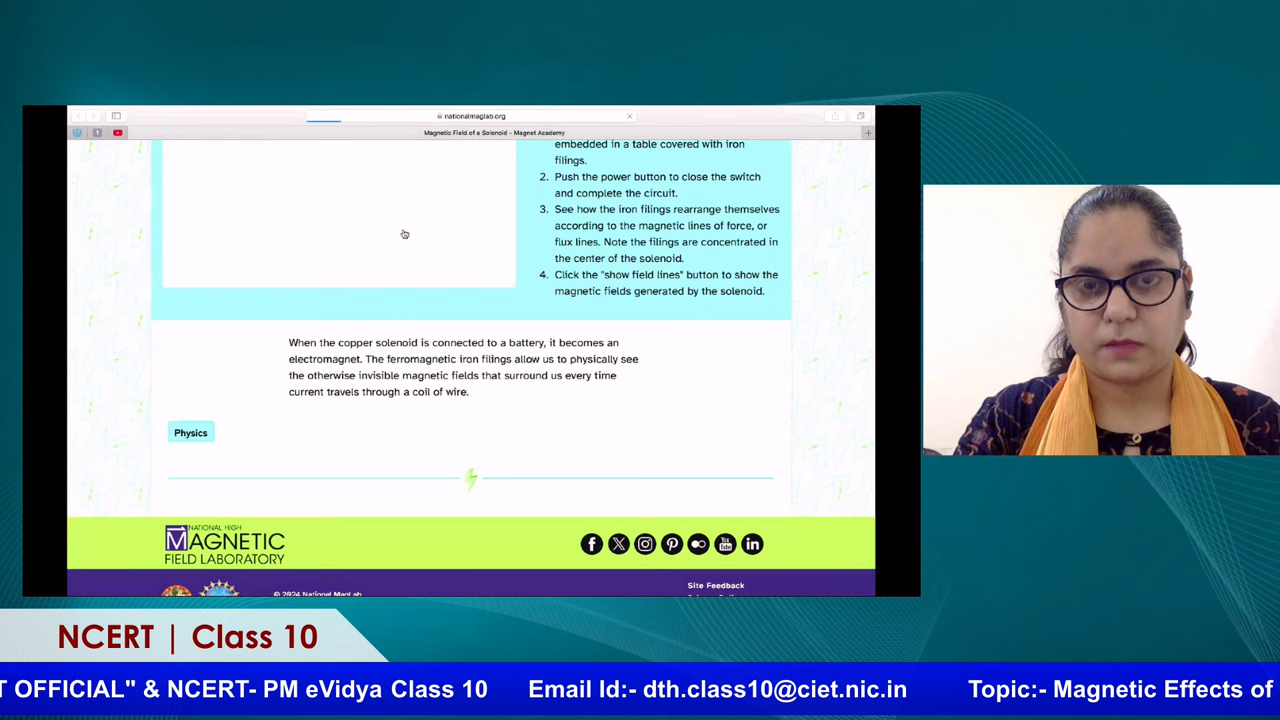 nationalmaglab.org
Magnetic Field of a Solenoid - Magnet Academy
embedded in a table covered with iron
filings.
2. Push the power button to close the switch
and complete the circuit.
3. See how the iron filings rearrange themselves
according to the magnetic lines of force, or
flux lines. Note the filings are concentrated in
the center of the solenoid.
4. Click the "show field lines" button to show the
magnetic fields generated by the solenoid.
When the copper solenoid is connected to a battery, it becomes an
electromagnet. The ferromagnetic iron filings allow us to physically see
the otherwise invisible magnetic fields that surround us every time
current travels through a coil of wire.
Physics
NATIONAL HIGH
MAGNETIC
FIELD LABORATORY
You
Tube
in
Site Feedback
© 2024 National MagLab
NCERT | Class 10
T OFFICIAL" & NCERT- PM eVidya Class 10 Email Id:- dth.class10@ciet.nic.in Topic:- Magnetic Effects of